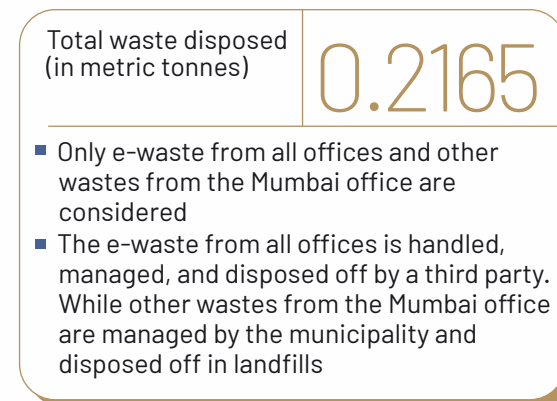 Total waste disposed
(in metric tonnes)
0.2165
Only e-waste from all offices and other
wastes from the Mumbai office are
considered
The e-waste from all offices is handled,
managed, and disposed off by a third party.
While other wastes from the Mumbai office
are managed by the municipality and
disposed off in landfills